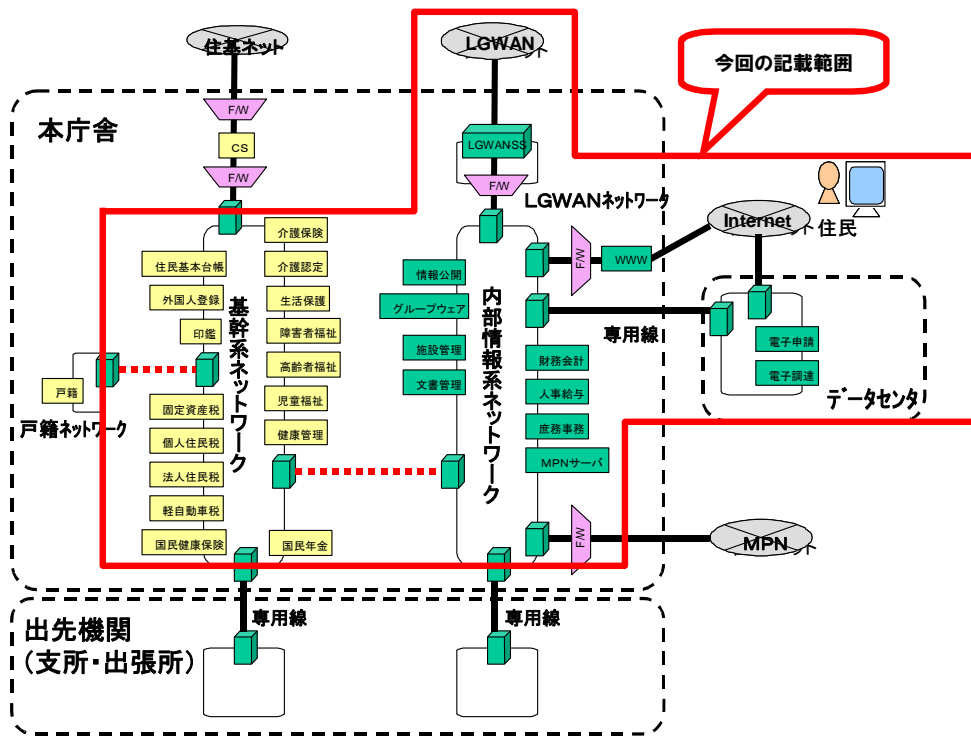 住基ネット
LGWAN
ネット
今回の記載範囲
F/W
本庁舎
CS
LGWAN-SS
F/W
F/W
LGWANネットワーク
Internet
ネット
住民
介護保険
住民基本台帳
介護認定
情報公開
F/W
WWW
外国人登録
生活保護
グループウェア
印鑑
障害者福祉
専用線
基幹系ネットワーク
内部情報系ネットワーク
施設管理
電子申請
高齢者福祉
財務会計
戸籍
文書管理
電子調達
児童福祉
人事給与
データセンタ
戸籍ネットワーク
固定資産税
個人住民税
健康管理
庶務事務
法人住民税
MPNサーバ
軽自動車税
国民健康保険
国民年金
F/W
MPN
ット
出先機関
(支所・出張所)
専用線
専用線